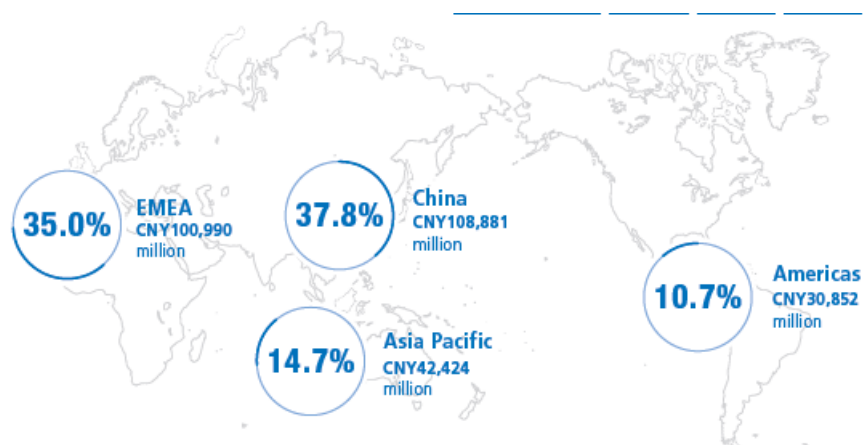 35.0%
EMEA
CNY100,990
million
37.8%
China
CNY108,881
million
14.7%
Asia Pacific
CNY42,424
million
10.7%
Americas
CNY30,852
million